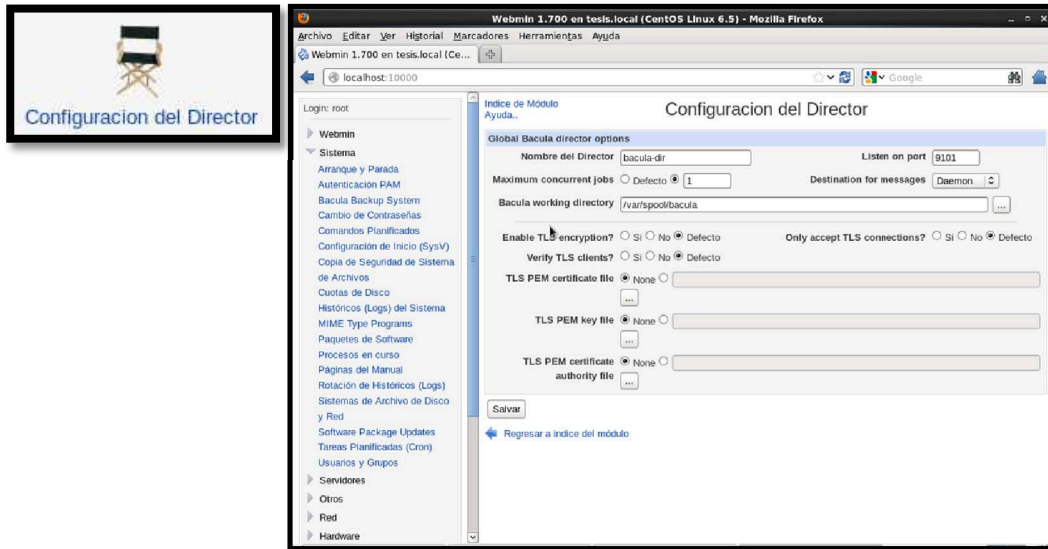 Configuracion del Director
Webmin 1.700 en tesis.local (CentOS Linux 6.5) - Mozilla Firefox
Archivo Editar Ver Historial Marcadores Herramientas Ayuda
Webmin 1.700 en tesis.local (Ce...
localhost:10000
Google
Login: root
Webmin
Sistema
Arranque y Parada
Autenticación PAM
Bacula Backup System
Cambio de Contraseñas
Comandos Planificados
Configuración de Inicio (SysV)
Copia de Seguridad de Sistema
de Archivos
Cuotas de Disco
Históricos (Logs) del Sistema
MIME Type Programs
Paquetes de Software
Procesos en curso
Páginas del Manual
Rotación de Históricos (Logs)
Sistemas de Archivo de Disco
y Red
Software Package Updates
Tareas Planificadas (Cron)
Usuarios y Grupos
Servidores
Otros
Red
Hardware
Indice de Módulo
Ayuda..
Configuracion del Director
Global Bacula director options
Nombre del Director bacula-dir Listen on port 9101
Maximum concurrent jobs Defecto 1 Destination for messages Daemon
Bacula working directory /var/spool/bacula ...
Enable TLS encryption? Si No Defecto Only accept TLS connections? Si No Defecto
Verify TLS clients? Si No Defecto
TLS PEM certificate file None
...
TLS PEM key file None
...
TLS PEM certificate None
authority file ...
Salvar
Regresar a indice del módulo